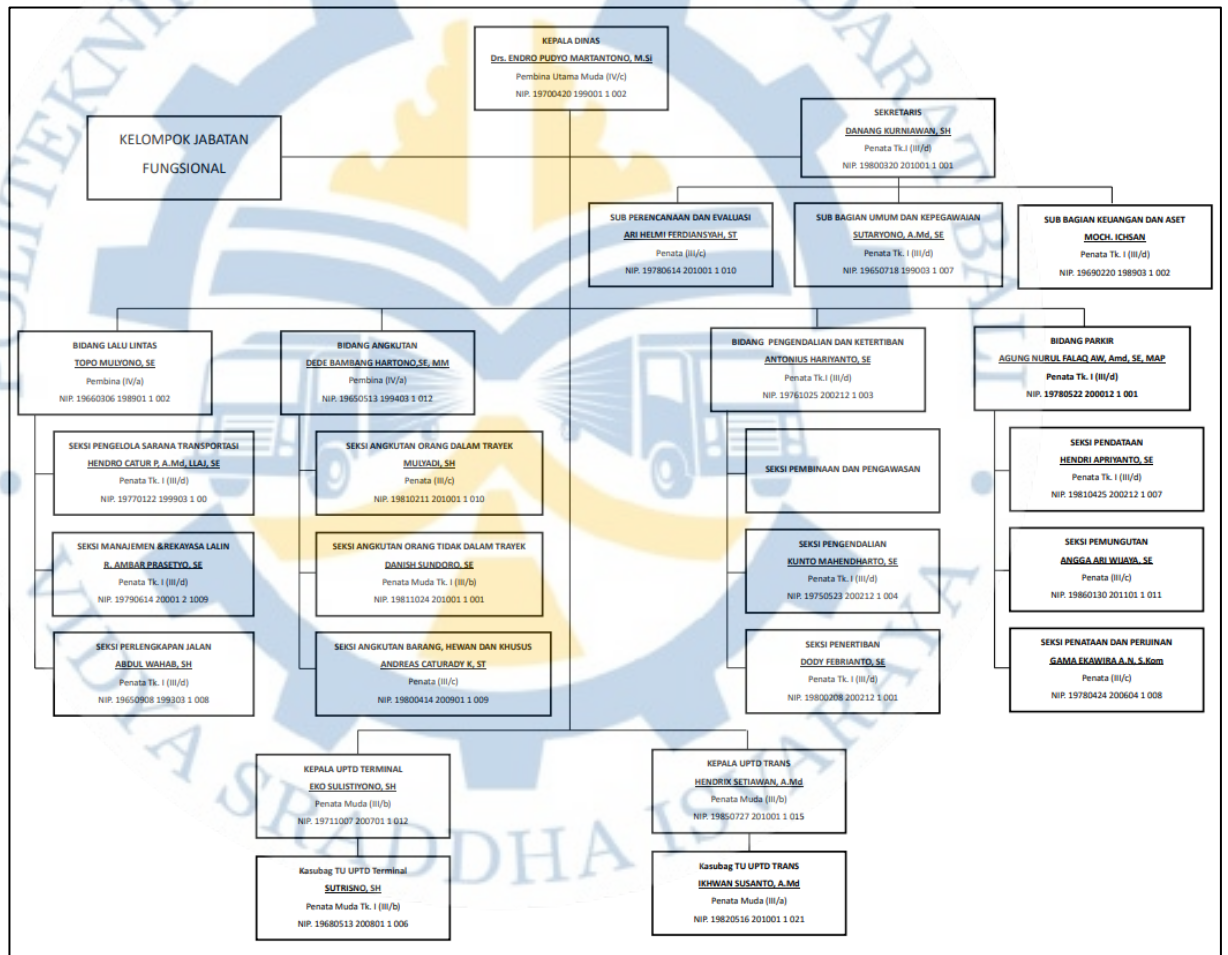 KEPALA DINAS
Drs. ENDRO PUDYO MARTANTONO, M.Si
Pembina Utama Muda (IV/c)
NIP. 19700420 199001 1 002
SEKRETARIS
DANANG KURNIAWAN, SH
Penata Tk.I (III/d)
NIP. 19800320 201001 1 001
KELOMPOK JABATAN
FUNGSIONAL
SUB PERENCANAAN DAN EVALUASI
ARI HELMI FERDIANSYAH, ST
Penata (III/c)
NIP. 19780614 201001 1 010
SUB BAGIAN UMUM DAN KEPEGAWAIAN
SUTARYONO, A.Md, SE
Penata Tk. I (III/d)
NIP. 19650718 199003 1 007
SUB BAGIAN KEUANGAN DAN ASET
MOCH. ICHSAN
Penata Tk. I (III/d)
NIP. 19690220 198903 1 002
BIDANG LALU LINTAS
TOPO MULYONO, SE
Pembina (IV/a)
NIP. 19660306 198901 1 002
BIDANG ANGKUTAN
DEDE BAMBANG HARTONO,SE, MM
Pembina (IV/a)
NIP. 19650513 199403 1 012
BIDANG PENGENDALIAN DAN KETERTIBAN
ANTONIUS HARIYANTO, SE
Penata Tk.I (III/d)
NIP. 19761025 200212 1 003
BIDANG PARKIR
AGUNG NURUL FALAQ AW, Amd, SE, MAP
Penata Tk. I (III/d)
NIP. 19780522 200012 1 001
SEKSI PENGELOLA SARANA TRANSPORTASI
HENDRO CATUR P, A.Md, LLAJ, SE
Penata Tk. I (III/d)
NIP. 19770122 199903 1 00
SEKSI ANGKUTAN ORANG DALAM TRAYEK
MULYADI, SH
Penata (III/c)
NIP. 19810211 201001 1 010
SEKSI PEMBINAAN DAN PENGAWASAN
SEKSI PENDATAAN
HENDRI APRIYANTO, SE
Penata Tk. I (III/d)
NIP. 19810425 200212 1 007
SEKSI MANAJEMEN &REKAYASA LALIN
R. AMBAR PRASETYO, SE
Penata Tk. I (III/d)
NIP. 19790614 20001 2 1009
SEKSI ANGKUTAN ORANG TIDAK DALAM TRAYEK
DANISH SUNDORO, SE
Penata Muda Tk. I (III/b)
NIP. 19811024 201001 1 001
SEKSI PENGENDALIAN
KUNTO MAHENDHARTO, SE
Penata Tk. I (III/d)
NIP. 19750523 200212 1 004
SEKSI PEMUNGUTAN
ANGGA ARI WIJAYA, SE
Penata (III/c)
NIP. 19860130 201101 1 011
SEKSI PERLENGKAPAN JALAN
ABDUL WAHAB, SH
Penata Tk. I (III/d)
NIP. 19650908 199303 1 008
SEKSI ANGKUTAN BARANG, HEWAN DAN KHUSUS
ANDREAS CATURADY K, ST
Penata (III/c)
NIP. 19800414 200901 1 009
SEKSI PENERTIBAN
DODY FEBRIANTO, SE
Penata Tk. I (III/d)
NIP. 19800208 200212 1 001
SEKSI PENATAAN DAN PERIJINAN
GAMA EKAWIRA A.N, S.Kom
Penata (III/c)
NIP. 19780424 200604 1 008
KEPALA UPTD TERMINAL
EKO SULISTIYONO, SH
Penata Muda (III/b)
NIP. 19711007 200701 1 012
KEPALA UPTD TRANS
HENDRIX SETIAWAN, A.Md
Penata Muda (III/b)
NIP. 19850727 201001 1 015
Kasubag TU UPTD Terminal
SUTRISNO, SH
Penata Muda Tk. I (III/b)
NIP. 19680513 200801 1 006
Kasubag TU UPTD TRANS
IKHWAN SUSANTO, A.Md
Penata Muda (III/a)
NIP. 19820516 201001 1 021
DARAT BALI
VIDYA SRADDHA ISVARAYA